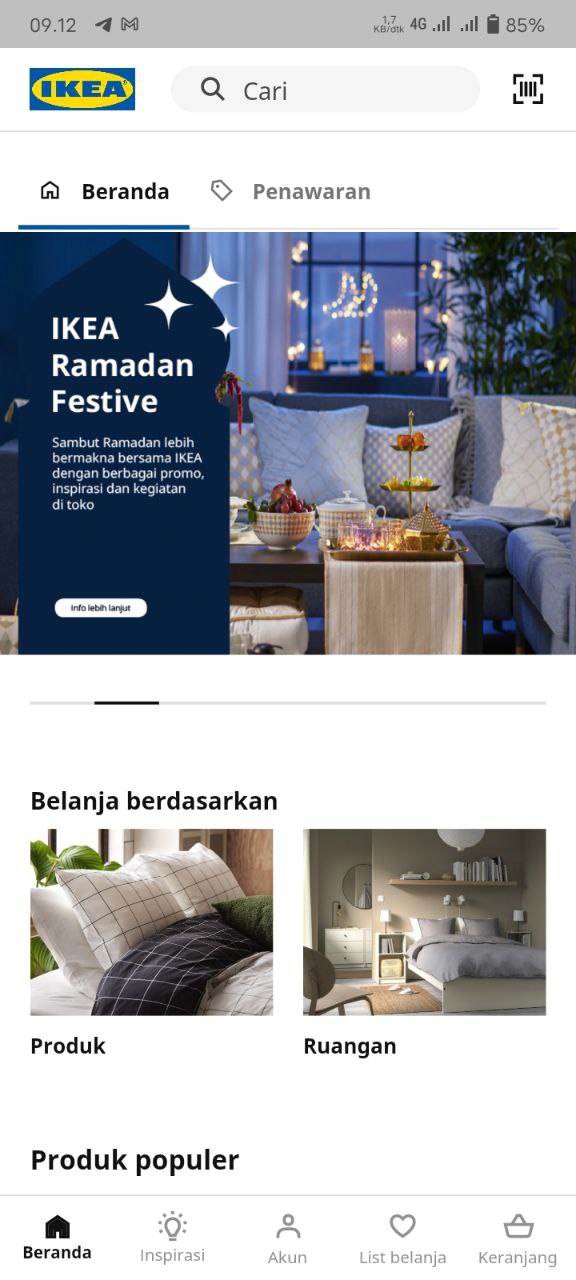 09.12
1,7
KB/dtk
4G
85%
IKEA
Cari
Beranda
Penawaran
IKEA
Ramadan
Festive
Sambut Ramadan lebih
bermakna bersama IKEA
dengan berbagai promo,
inspirasi dan kegiatan
di toko
Info lebih lanjut
Belanja berdasarkan
Produk
Ruangan
Produk populer
Beranda
Inspirasi
Akun
List belanja
Keranjang